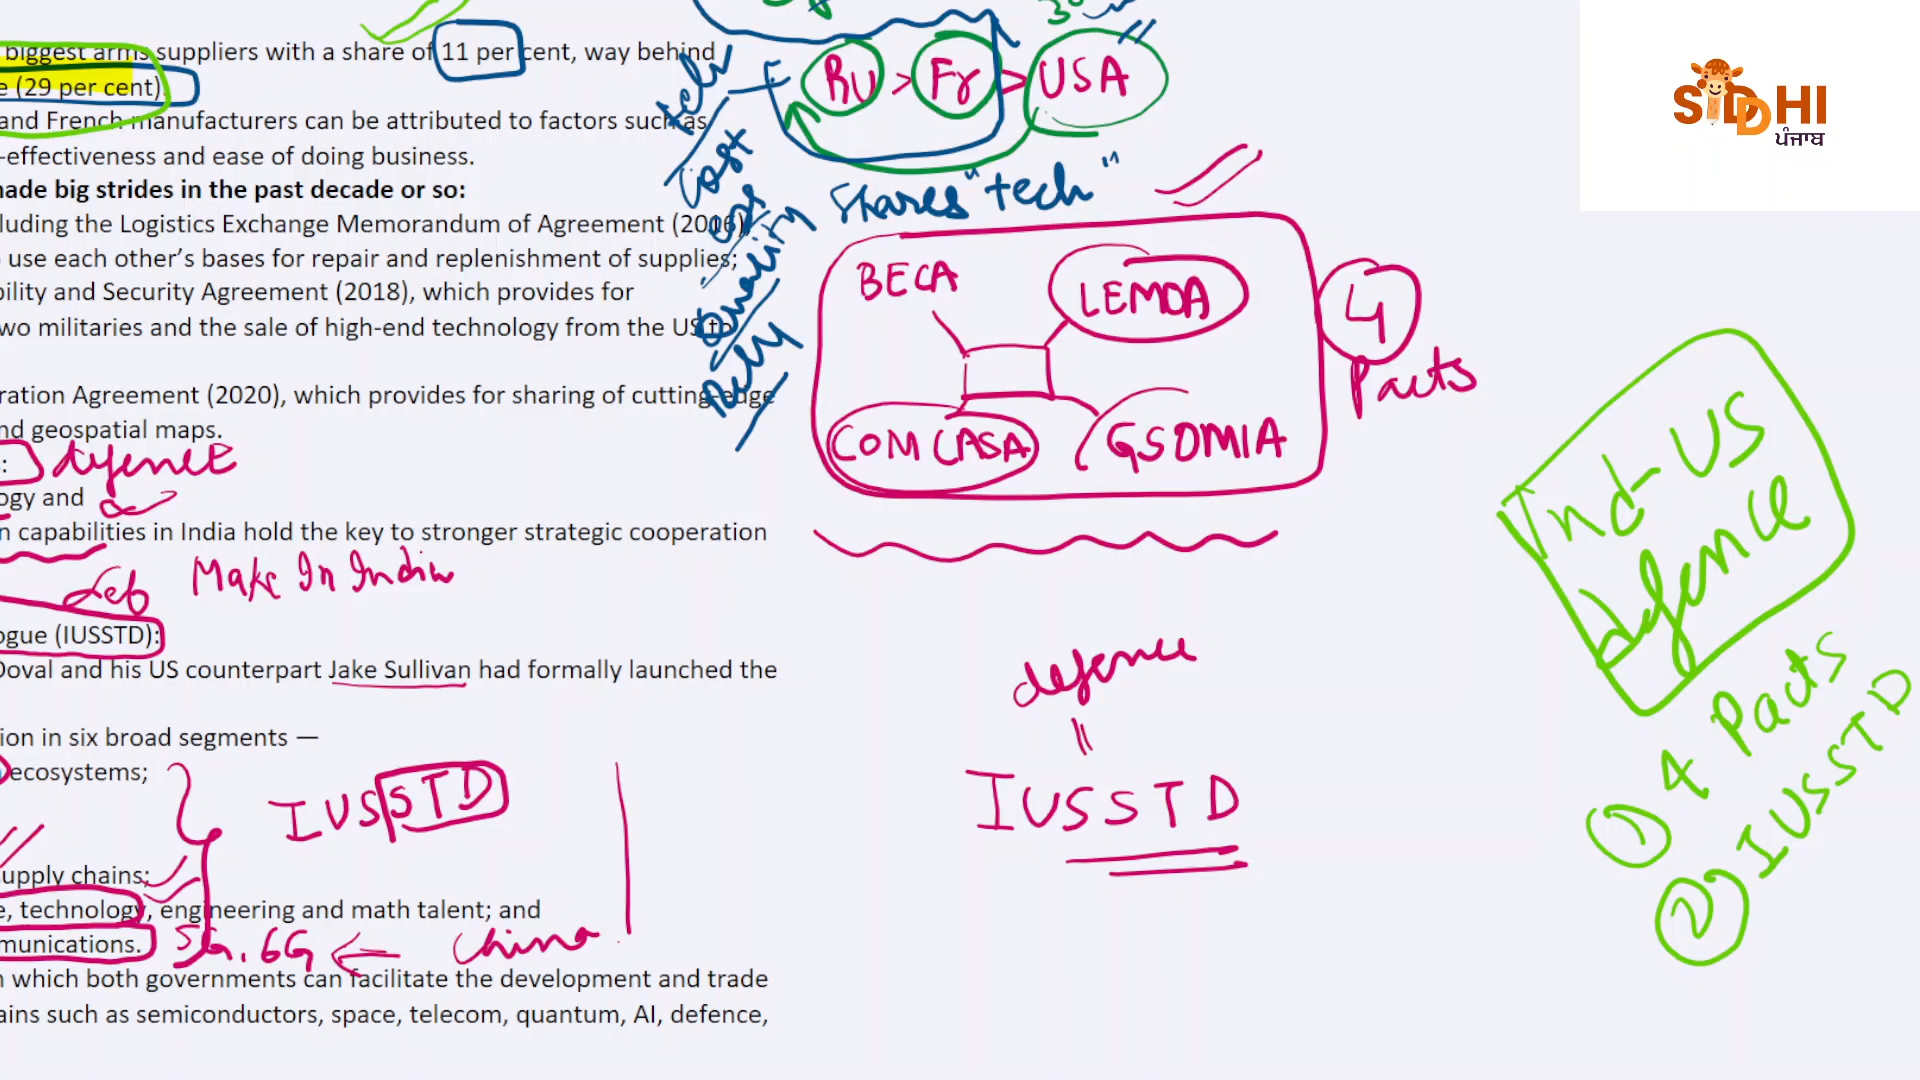 biggest arms suppliers with a share of 11 per cent, way behind
e (29 per cent).
and French manufacturers can be attributed to factors such as
-effectiveness and ease of doing business.
made big strides in the past decade or so:
luding the Logistics Exchange Memorandum of Agreement (2016),
use each other's bases for repair and replenishment of supplies;
bility and Security Agreement (2018), which provides for
wo militaries and the sale of high-end technology from the US to
ration Agreement (2020), which provides for sharing of cutting-edge
nd geospatial maps.
: defence
ogy and
n capabilities in India hold the key to stronger strategic cooperation
Make In India
ogue (IUSSTD):
Doval and his US counterpart Jake Sullivan had formally launched the
ion in six broad segments —
ecosystems;
IUSSTD
upply chains;
e, technology, engineering and math talent; and
munications. 5G. 6G ← China
n which both governments can facilitate the development and trade
ains such as semiconductors, space, telecom, quantum, AI, defence,
Ru > Fr > USA
Cost
Quality
Shares "tech"
BECA
LEMOA
COMCASA
GSOMIA
4
Pacts
defence
IUSSTD
Ind-US
defence
1) 4 Pacts
2) IUSSTD
SIDDHI
ਪੰਜਾਬ